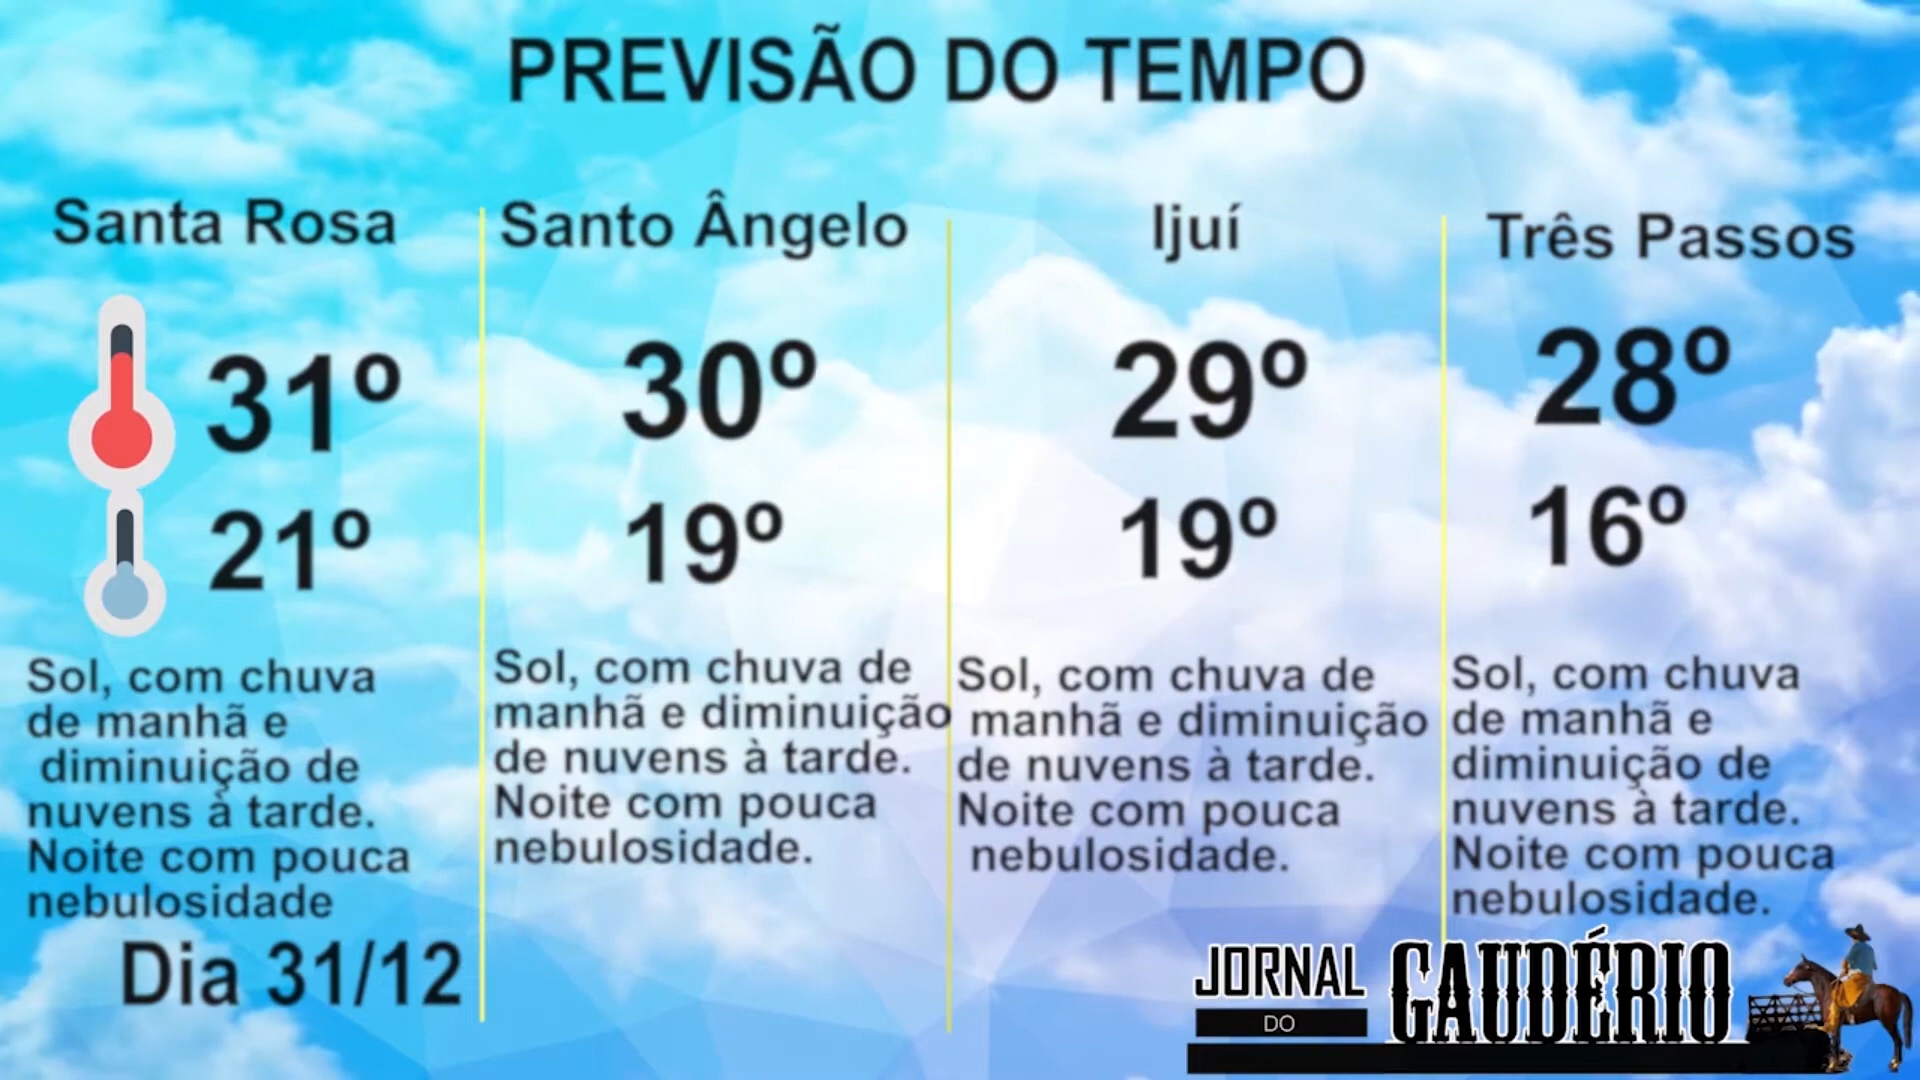 PREVISÃO DO TEMPO
Santa Rosa
31º
21º
Sol, com chuva
de manhã e
diminuição de
nuvens à tarde.
Noite com pouca
nebulosidade
Santo Ângelo
30º
19º
Sol, com chuva de
manhã e diminuição
de nuvens à tarde.
Noite com pouca
nebulosidade.
Ijuí
29º
19º
Sol, com chuva de
manhã e diminuição
de nuvens à tarde.
Noite com pouca
nebulosidade.
Três Passos
28º
16º
Sol, com chuva
de manhã e
diminuição de
nuvens à tarde.
Noite com pouca
nebulosidade.
Dia 31/12
JORNAL
DO
GAUDÉRIO